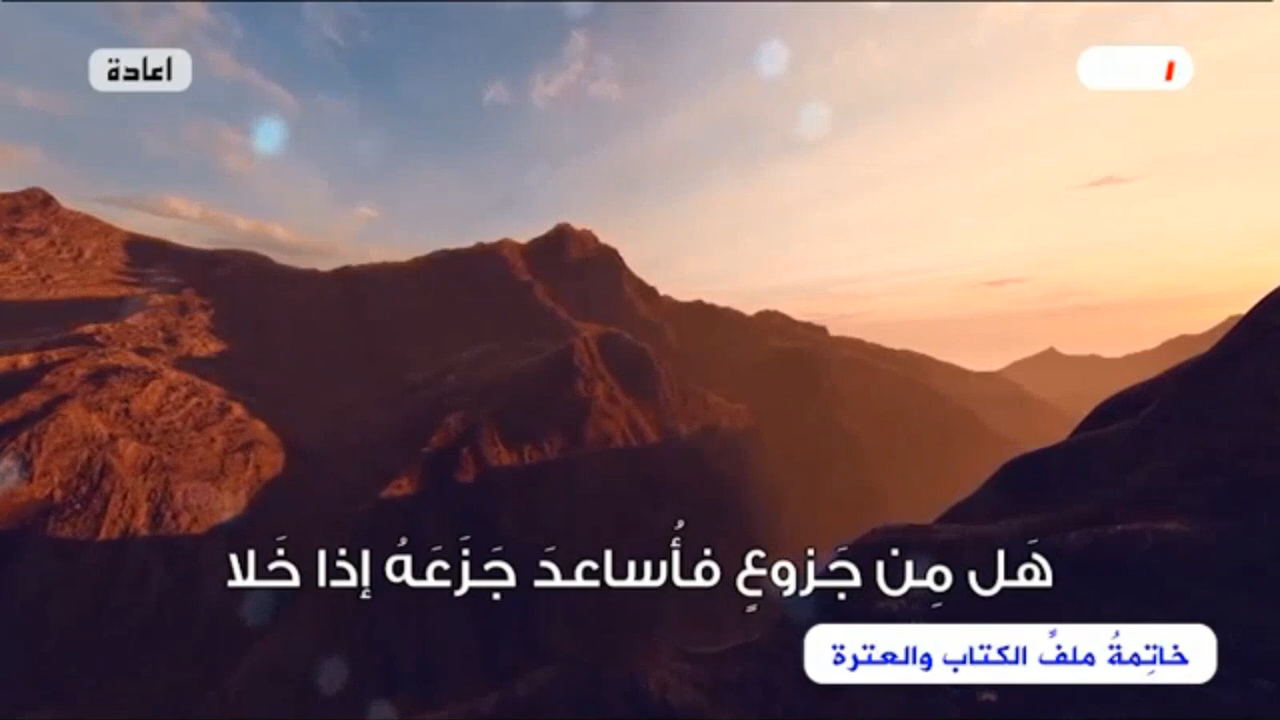 اعادة
هَل مِن جَزوعٍ فأُساعدَ جَزَعَهُ إذا خَلا
خاتِمةُ ملفِّ الكتاب والعترة